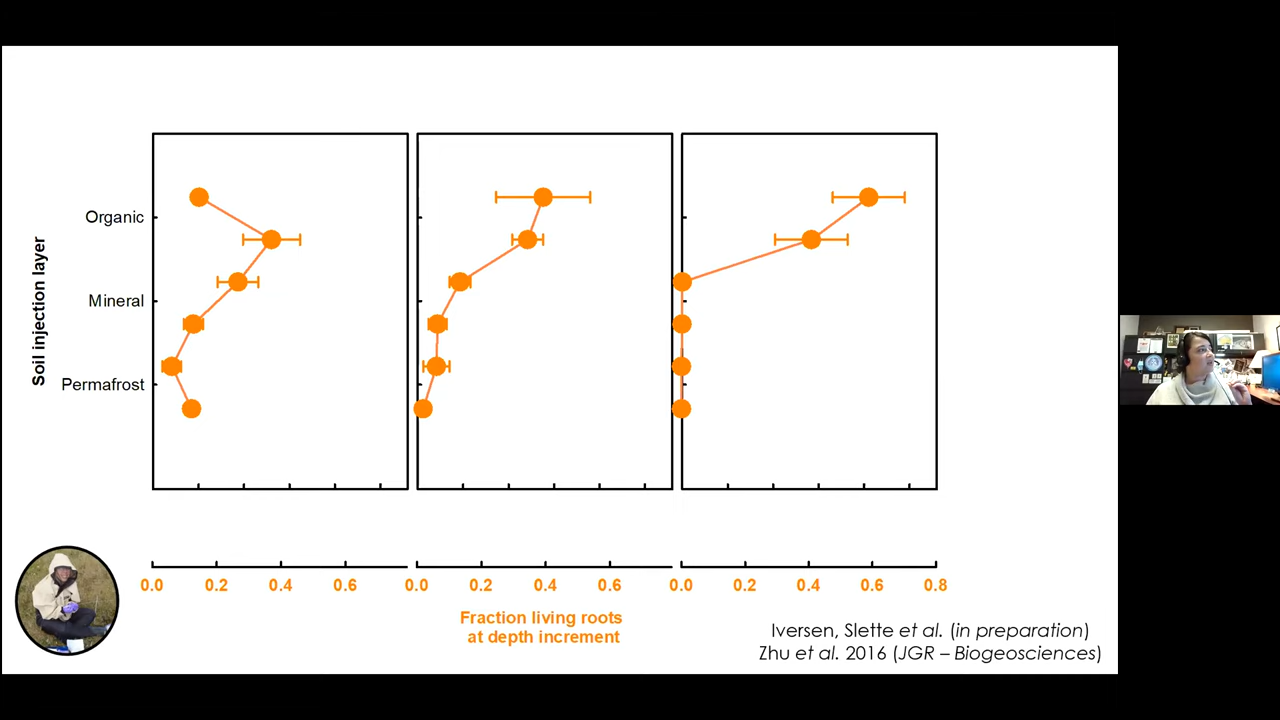 Soil injection layer
Organic
Mineral
Permafrost
0.0 0.2 0.4 0.6 0.0 0.2 0.4 0.6 0.0 0.2 0.4 0.6 0.8
Fraction living roots
at depth increment
Iversen, Slette et al. (in preparation)
Zhu et al. 2016 (JGR – Biogeosciences)